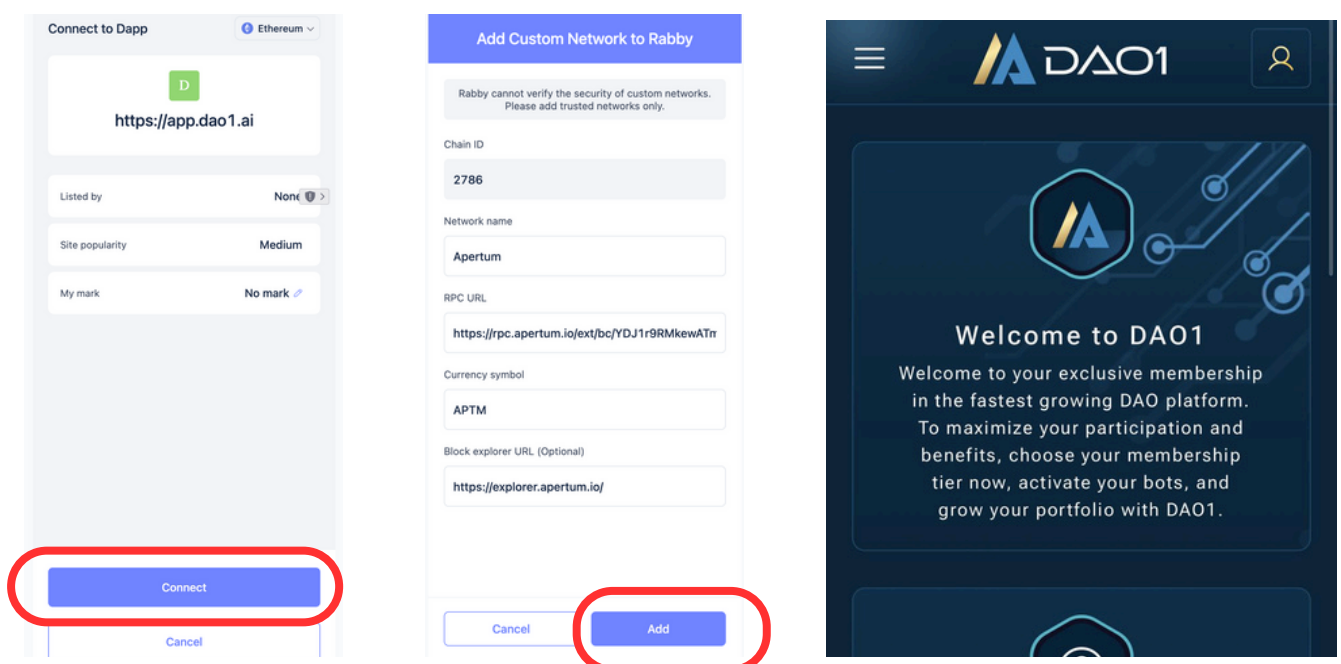 Connect to Dapp
Ethereum
D
https://app.dao1.ai
Listed by
None
Site popularity
Medium
My mark
No mark
Connect
Cancel
Add Custom Network to Rabby
Rabby cannot verify the security of custom networks.
Please add trusted networks only.
Chain ID
2786
Network name
Apertum
RPC URL
https://rpc.apertum.io/ext/bc/YDJ1r9RMkewATm
Currency symbol
APTM
Block explorer URL (Optional)
https://explorer.apertum.io/
Cancel
Add
DAO1
Welcome to DAO1
Welcome to your exclusive membership
in the fastest growing DAO platform.
To maximize your participation and
benefits, choose your membership
tier now, activate your bots, and
grow your portfolio with DAO1.